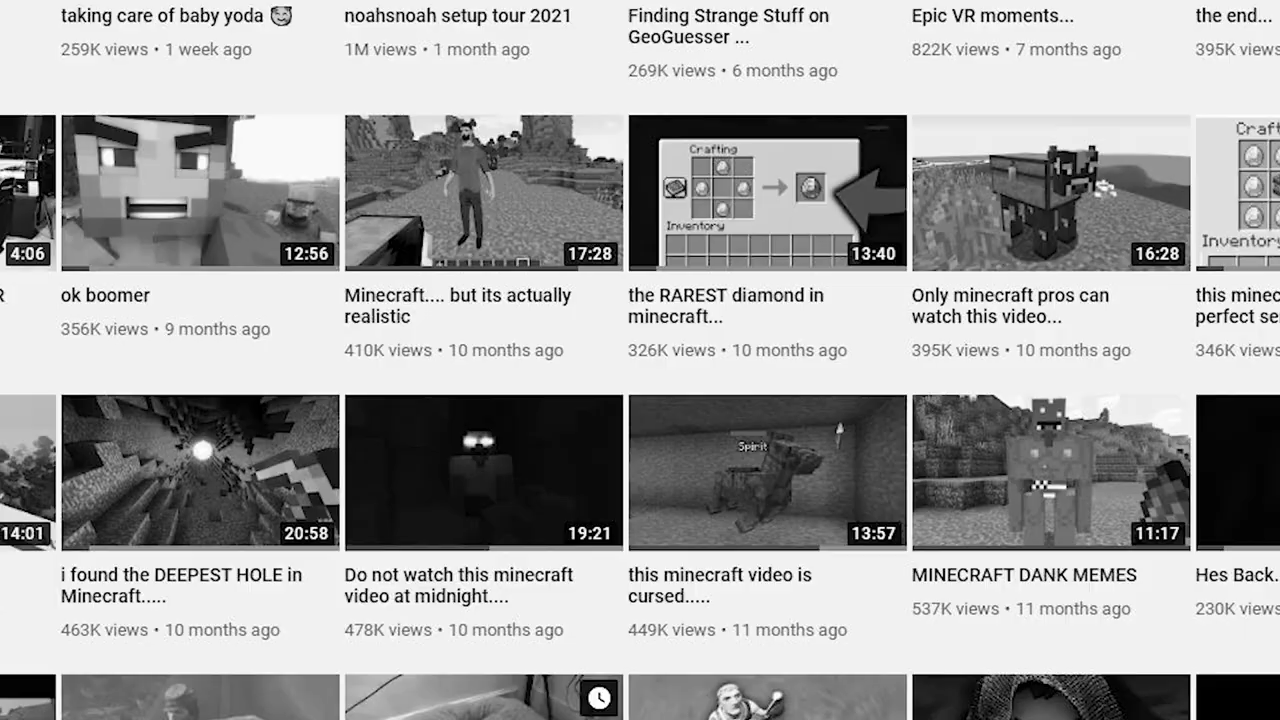 taking care of baby yoda
noahsnoah setup tour 2021
Finding Strange Stuff on
GeoGuesser ...
Epic VR moments...
the end...
259K views • 1 week ago
1M views • 1 month ago
269K views • 6 months ago
822K views • 7 months ago
395K views
4:06
12:56
17:28
Crafting
Inventory
13:40
16:28
Craft
Inventory
R
ok boomer
356K views • 9 months ago
Minecraft.... but its actually
realistic
410K views • 10 months ago
the RAREST diamond in
minecraft...
326K views • 10 months ago
Only minecraft pros can
watch this video...
395K views • 10 months ago
this minec
perfect se
346K views
14:01
20:58
19:21
Spirit
13:57
11:17
i found the DEEPEST HOLE in
Minecraft.....
463K views • 10 months ago
Do not watch this minecraft
video at midnight....
478K views • 10 months ago
this minecraft video is
cursed.....
449K views • 11 months ago
MINECRAFT DANK MEMES
537K views • 11 months ago
Hes Back.
230K views